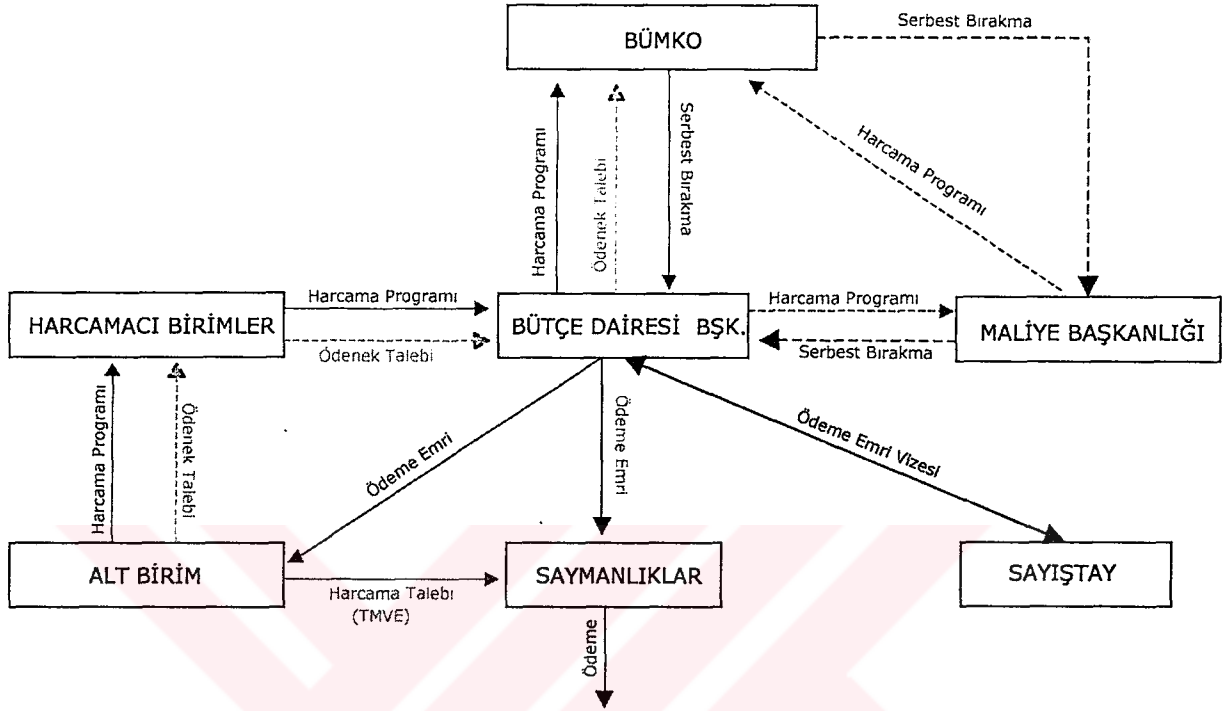 BÜMKO
Serbest Bırakma
Harcama Programı
Ödenek Talebi
Serbest Bırakma
Harcama Programı
HARCAMACI BİRİMLER
Harcama Programı
Ödenek Talebi
BÜTÇE DAİRESİ BŞK.
Harcama Programı
Serbest Bırakma
MALİYE BAŞKANLIĞI
Harcama Programı
Ödenek Talebi
Ödeme Emri
Ödeme Emri
Ödeme Emri Vizesi
ALT BİRİM
Harcama Talebi
(TMVE)
SAYMANLIKLAR
SAYIŞTAY
Ödeme